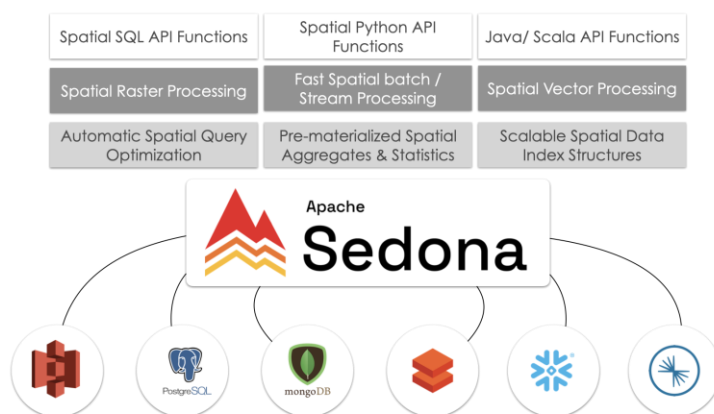 Spatial SQL API Functions
Spatial Python API
Functions
Java/ Scala API Functions
Spatial Raster Processing
Fast Spatial batch /
Stream Processing
Spatial Vector Processing
Automatic Spatial Query
Optimization
Pre-materialized Spatial
Aggregates & Statistics
Scalable Spatial Data
Index Structures
Apache
Sedona
PostgreSQL
mongoDB